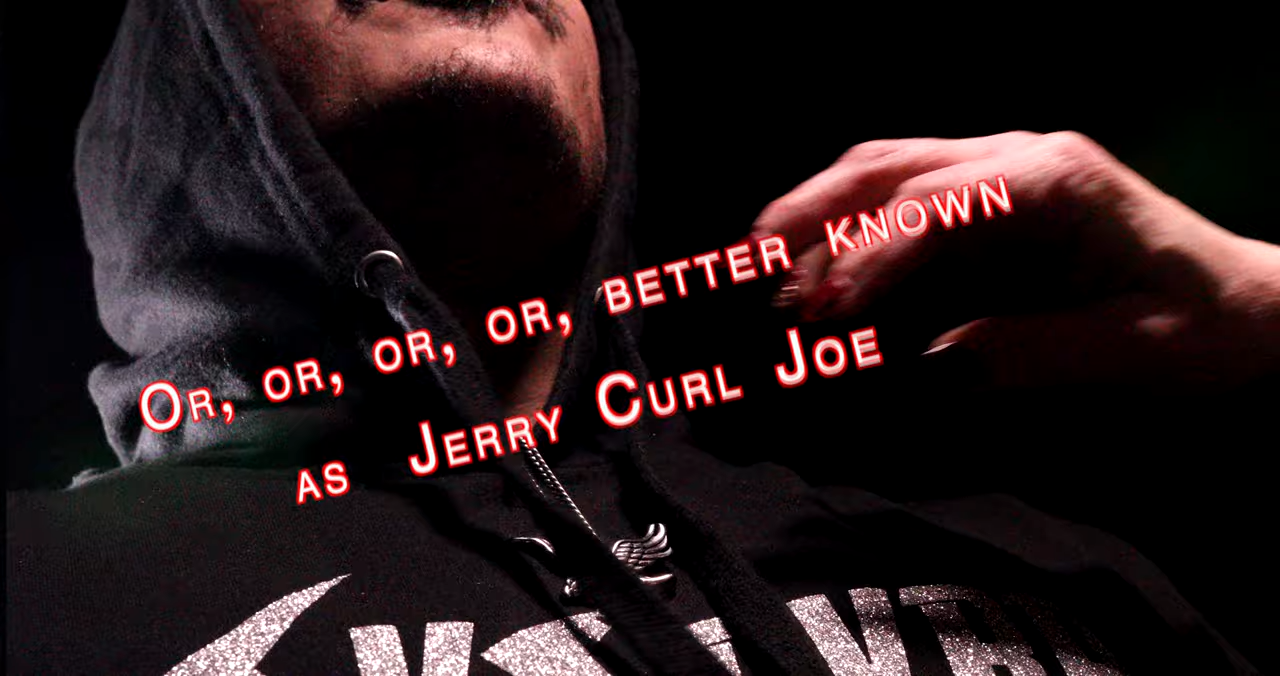 Or, or, or, or, better known
as Jerry Curl Joe